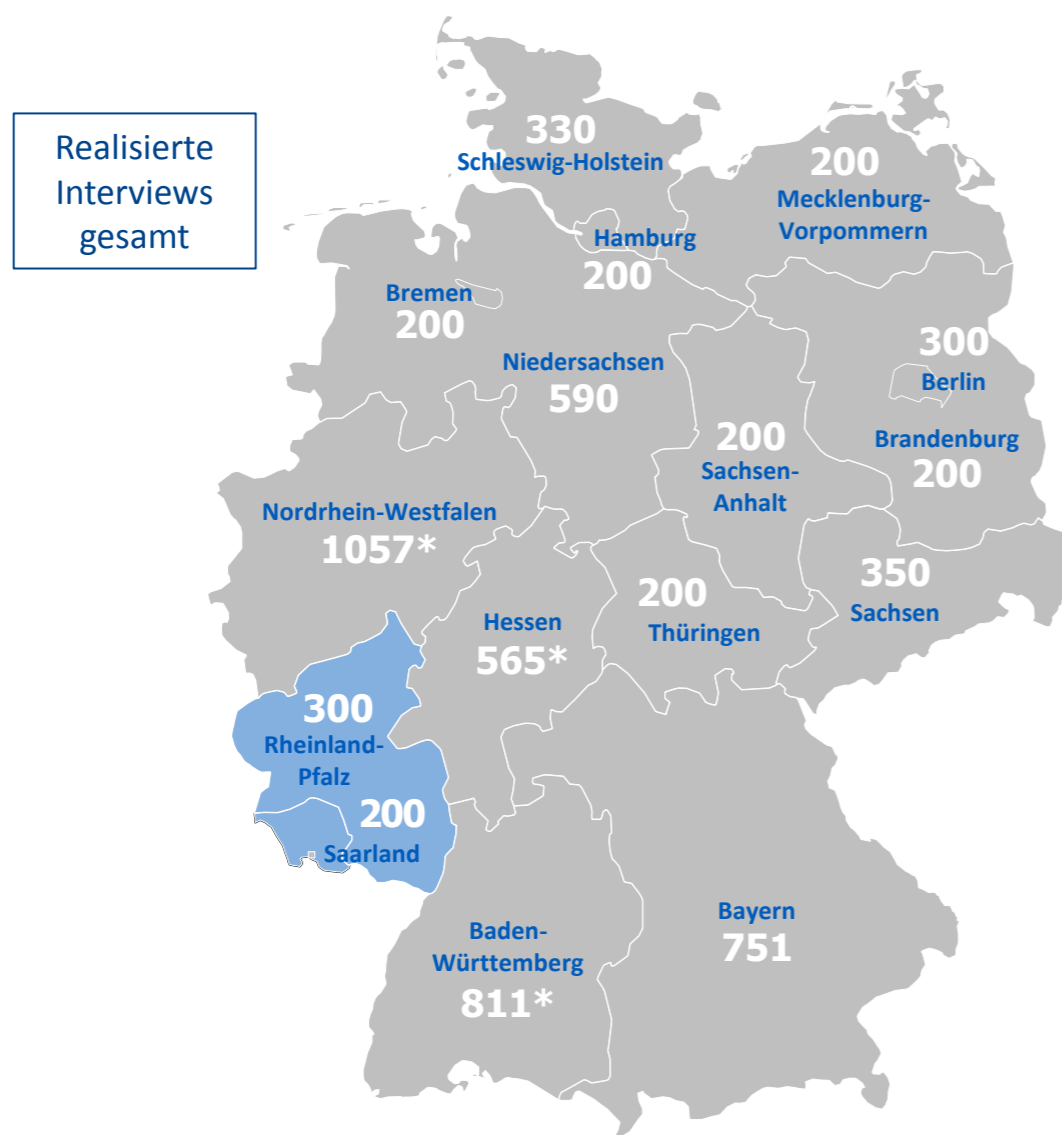 Realisierte
Interviews
gesamt
330
Schleswig-Holstein
200
Mecklenburg-
Vorpommern
Hamburg
200
Bremen
200
Niedersachsen
590
300
Berlin
Brandenburg
200
200
Sachsen-
Anhalt
Nordrhein-Westfalen
1057*
350
Sachsen
200
Thüringen
Hessen
565*
300
Rheinland-
Pfalz
200
Saarland
Baden-
Württemberg
811*
Bayern
751